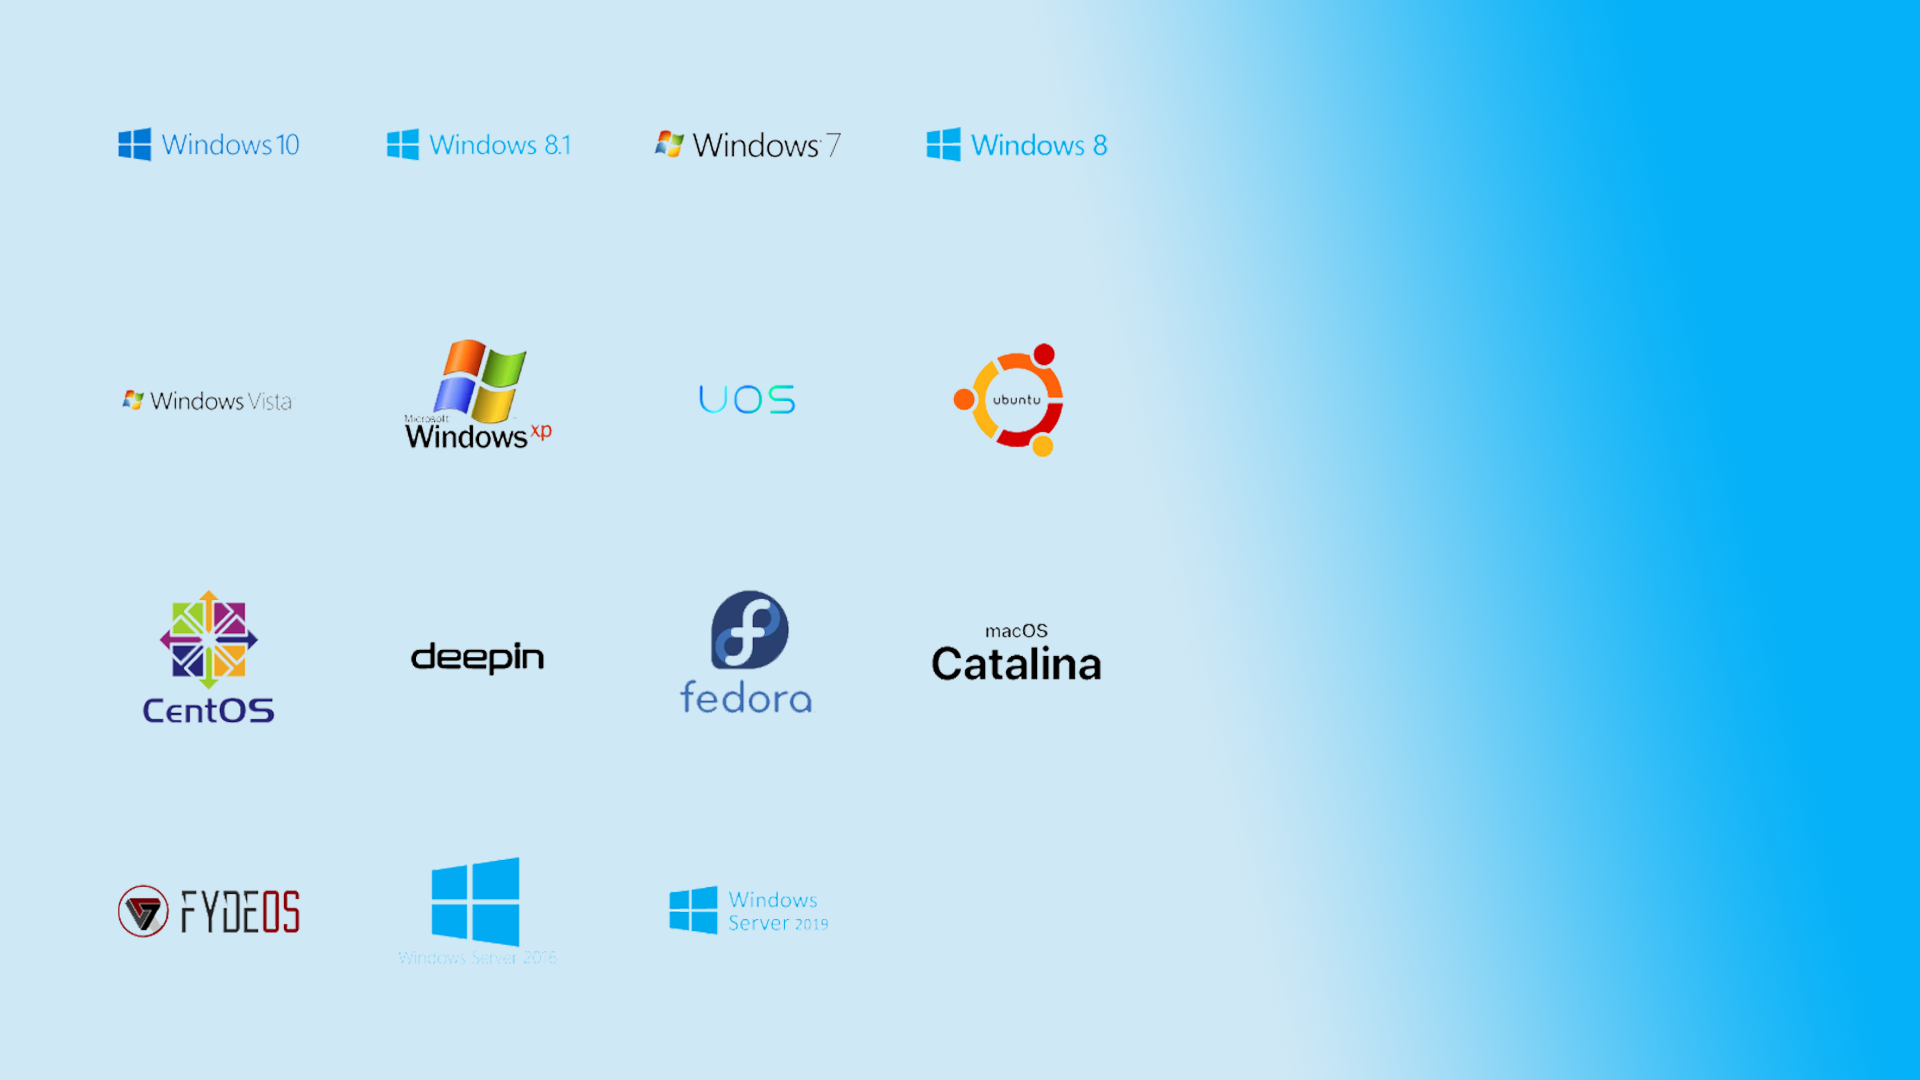 Windows 10
Windows 8.1
Windows 7
Windows 8
Windows Vista
Microsoft
Windows xp
UOS
ubuntu
CentOS
deepin
fedora
macOS
Catalina
FYDEOS
Windows Server 2016
Windows
Server 2019